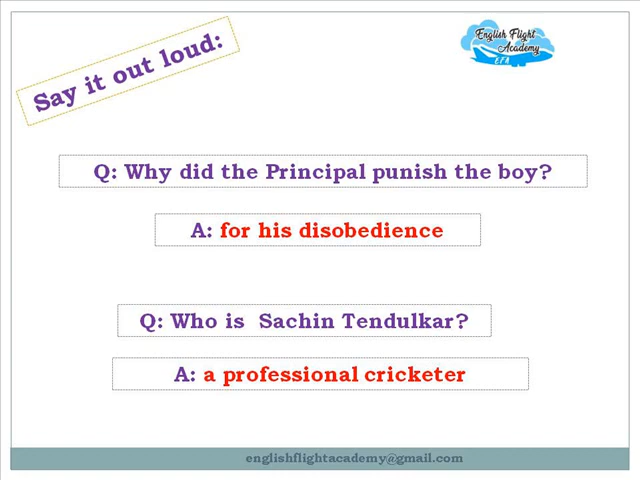 Say it out loud:
English Flight
Academy
EFA
Q: Why did the Principal punish the boy?
A: for his disobedience
Q: Who is  Sachin Tendulkar?
A: a professional cricketer
englishflightacademy@gmail.com